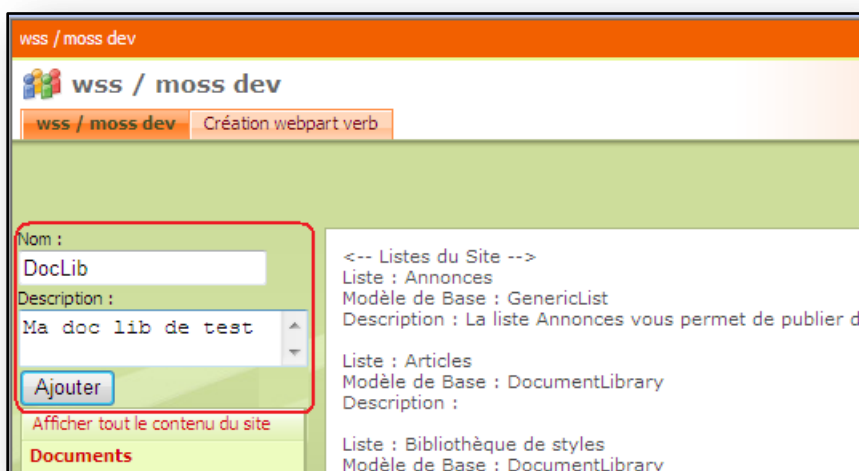 wss / moss dev
wss / moss dev
wss / moss dev Création webpart verb
Nom :
DocLib
Description :
Ma doc lib de test
Ajouter
Afficher tout le contenu du site
Documents
<-- Listes du Site -->
Liste : Annonces
Modèle de Base : GenericList
Description : La liste Annonces vous permet de publier d
Liste : Articles
Modèle de Base : DocumentLibrary
Description :
Liste : Bibliothèque de styles
Modèle de Base : DocumentLibrary